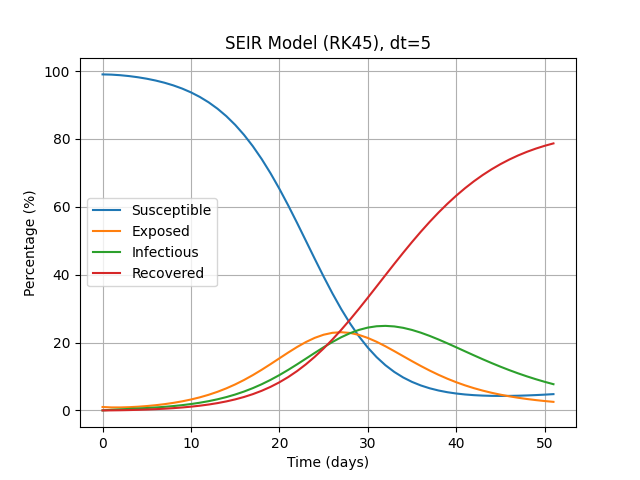 SEIR Model (RK45), dt=5
Percentage (%)
100
80
60
40
20
0
Susceptible
Exposed
Infectious
Recovered
0 10 20 30 40 50
Time (days)